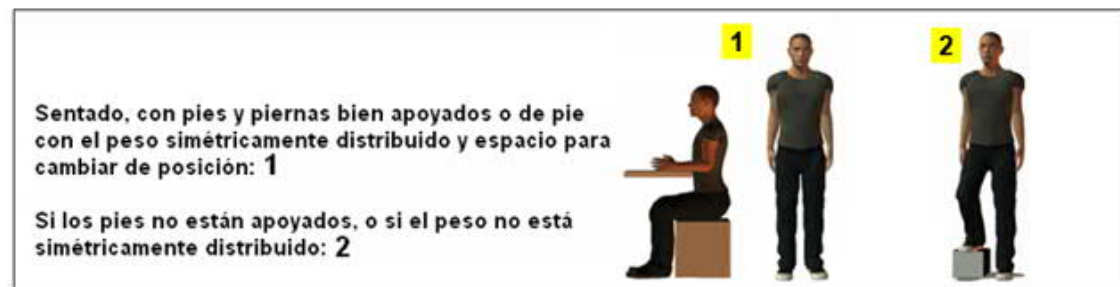 Sentado, con pies y piernas bien apoyados o de pie
con el peso simétricamente distribuido y espacio para
cambiar de posición: 1
Si los pies no están apoyados, o si el peso no está
simétricamente distribuido: 2
1
2